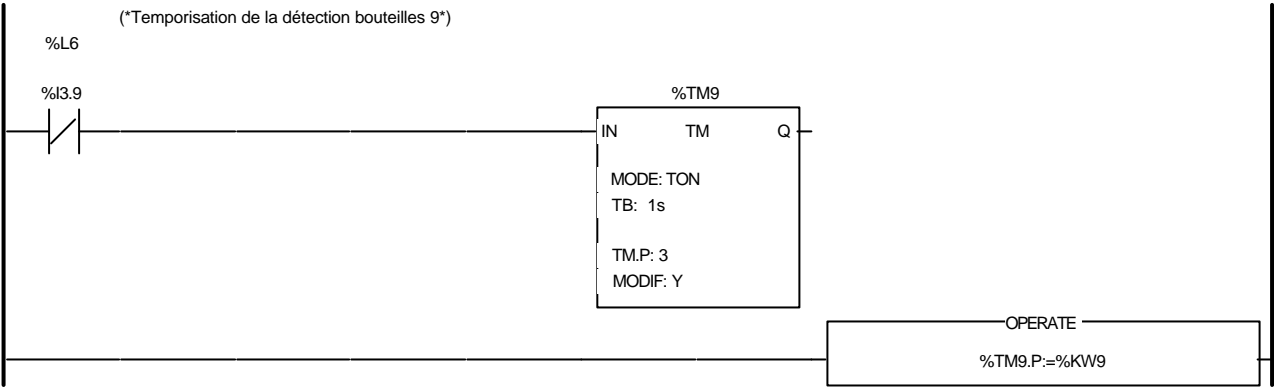 (*Temporisation de la détection bouteilles 9*)
%L6
%I3.9
%TM9
IN TM Q
MODE: TON
TB: 1s
TM.P: 3
MODIF: Y
OPERATE
%TM9.P:=%KW9